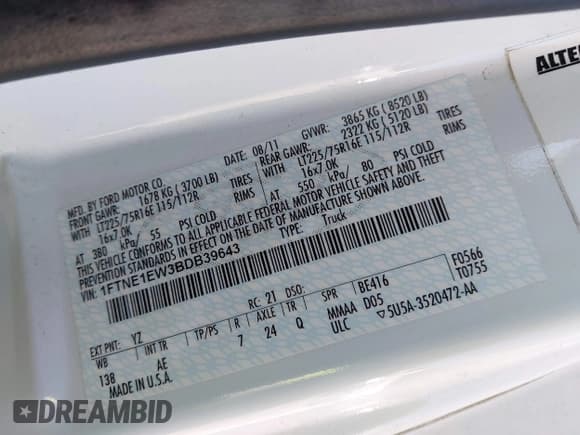 MFD. BY FORD MOTOR CO.
DATE: 08/11 GVWR: 3865 KG ( 8520 LB)
FRONT GAWR: 1678 KG ( 3700 LB) REAR GAWR: 2322 KG ( 5120 LB)
WITH LT225/75R16E 115/112R TIRES WITH LT225/75R16E 115/112R TIRES
16x7.0K RIMS 16x7.0K RIMS
AT 380 kPa/ 55 PSI COLD AT 550 kPa/ 80 PSI COLD
THIS VEHICLE CONFORMS TO ALL APPLICABLE FEDERAL MOTOR VEHICLE SAFETY AND THEFT
PREVENTION STANDARDS IN EFFECT ON THE DATE OF MANUFACTURE SHOWN ABOVE.
1FTNE1EW3BDB39643 TYPE: Truck
F0566
T0755
EXT PNT: YZ RC: 21 DSO:
WB INT TR TP/PS R AXLE TR SPR BE416
138 AE 7 24 Q MMAA D05
MADE IN U.S.A. ULC ▽5U5A-3520472-AA
ALTE
DREAMBID